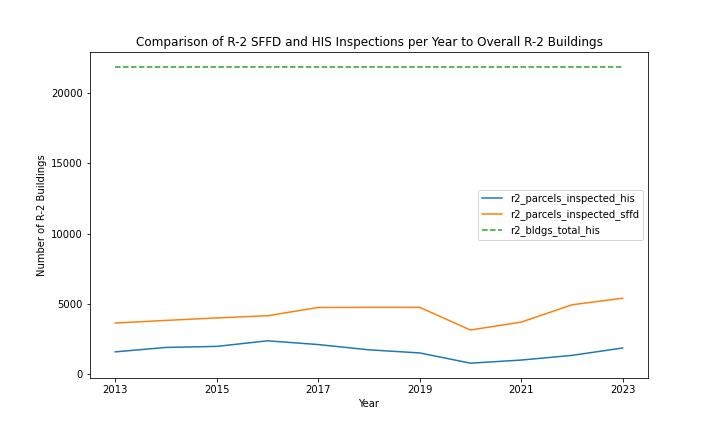 Comparison of R-2 SFFD and HIS Inspections per Year to Overall R-2 Buildings
20000
15000
10000
5000
0
Number of R-2 Buildings
r2_parcels_inspected_his
r2_parcels_inspected_sffd
r2_bldgs_total_his
2013
2015
2017
2019
2021
2023
Year